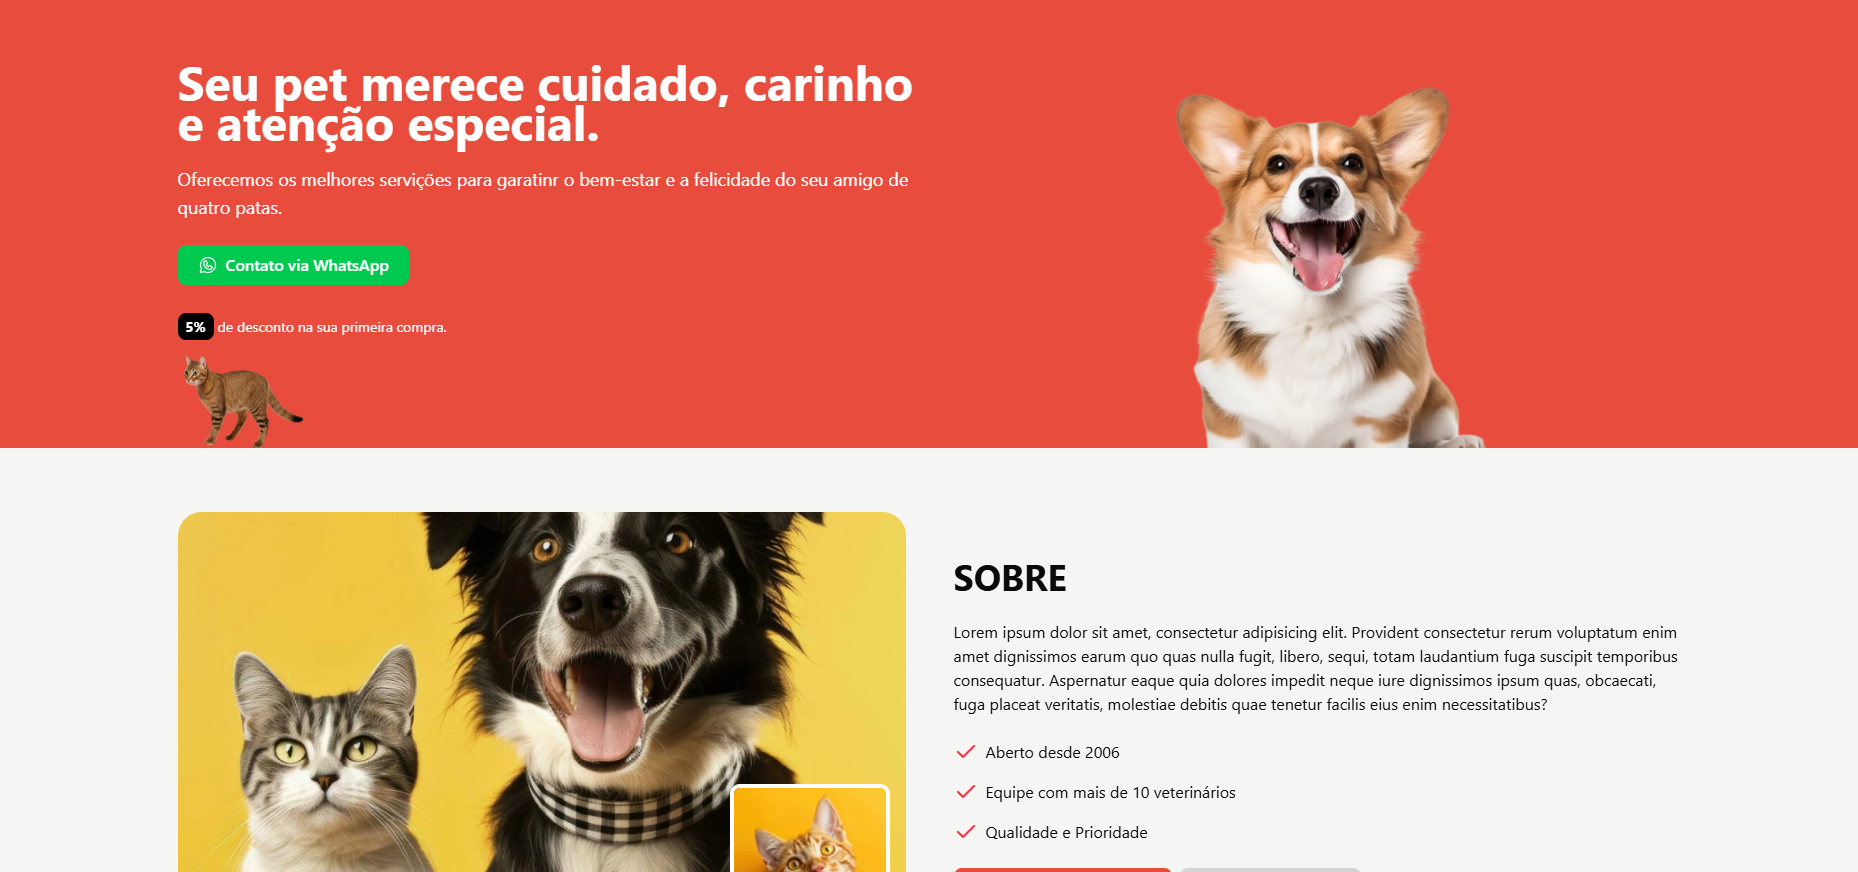 Seu pet merece cuidado, carinho
e atenção especial.
Oferecemos os melhores servições para garatinr o bem-estar e a felicidade do seu amigo de
quatro patas.
Contato via WhatsApp
5% de desconto na sua primeira compra.
SOBRE
Lorem ipsum dolor sit amet, consectetur adipisicing elit. Provident consectetur rerum voluptatum enim
amet dignissimos earum quo quas nulla fugit, libero, sequi, totam laudantium fuga suscipit temporibus
consequatur. Aspernatur eaque quia dolores impedit neque iure dignissimos ipsum quas, obcaecati,
fuga placeat veritatis, molestiae debitis quae tenetur facilis eius enim necessitatibus?
Aberto desde 2006
Equipe com mais de 10 veterinários
Qualidade e Prioridade